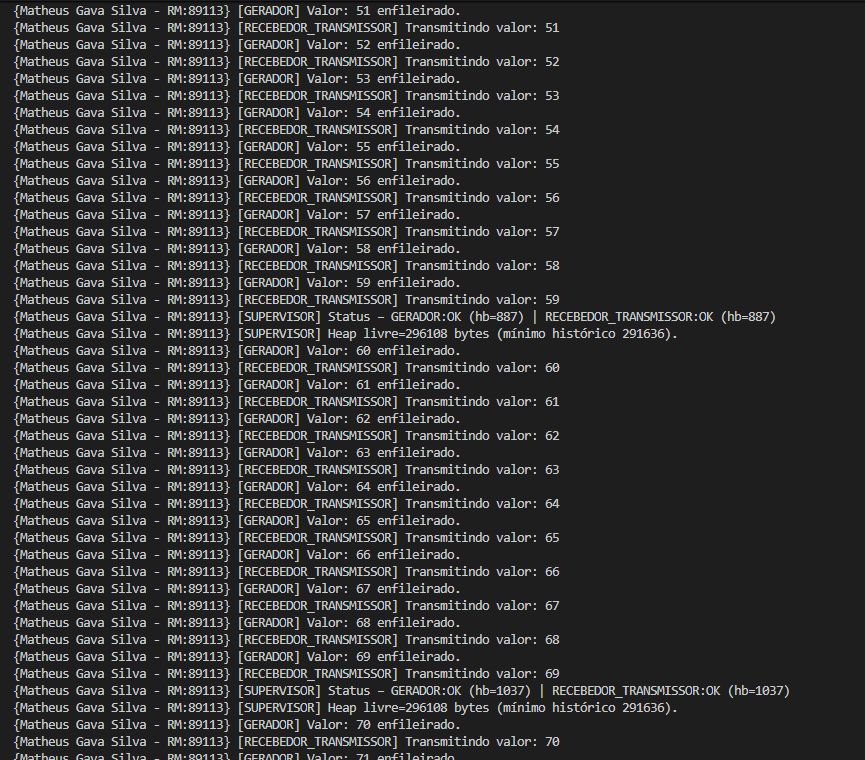 {Matheus Gava Silva - RM:89113} [GERADOR] Valor: 51 enfileirado.
{Matheus Gava Silva - RM:89113} [RECEBEDOR_TRANSMISSOR] Transmitindo valor: 51
{Matheus Gava Silva - RM:89113} [GERADOR] Valor: 52 enfileirado.
{Matheus Gava Silva - RM:89113} [RECEBEDOR_TRANSMISSOR] Transmitindo valor: 52
{Matheus Gava Silva - RM:89113} [GERADOR] Valor: 53 enfileirado.
{Matheus Gava Silva - RM:89113} [RECEBEDOR_TRANSMISSOR] Transmitindo valor: 53
{Matheus Gava Silva - RM:89113} [GERADOR] Valor: 54 enfileirado.
{Matheus Gava Silva - RM:89113} [RECEBEDOR_TRANSMISSOR] Transmitindo valor: 54
{Matheus Gava Silva - RM:89113} [GERADOR] Valor: 55 enfileirado.
{Matheus Gava Silva - RM:89113} [RECEBEDOR_TRANSMISSOR] Transmitindo valor: 55
{Matheus Gava Silva - RM:89113} [GERADOR] Valor: 56 enfileirado.
{Matheus Gava Silva - RM:89113} [RECEBEDOR_TRANSMISSOR] Transmitindo valor: 56
{Matheus Gava Silva - RM:89113} [GERADOR] Valor: 57 enfileirado.
{Matheus Gava Silva - RM:89113} [RECEBEDOR_TRANSMISSOR] Transmitindo valor: 57
{Matheus Gava Silva - RM:89113} [GERADOR] Valor: 58 enfileirado.
{Matheus Gava Silva - RM:89113} [RECEBEDOR_TRANSMISSOR] Transmitindo valor: 58
{Matheus Gava Silva - RM:89113} [GERADOR] Valor: 59 enfileirado.
{Matheus Gava Silva - RM:89113} [RECEBEDOR_TRANSMISSOR] Transmitindo valor: 59
{Matheus Gava Silva - RM:89113} [SUPERVISOR] Status – GERADOR:OK (hb=887) | RECEBEDOR_TRANSMISSOR:OK (hb=887)
{Matheus Gava Silva - RM:89113} [SUPERVISOR] Heap livre=296108 bytes (mínimo histórico 291636).
{Matheus Gava Silva - RM:89113} [GERADOR] Valor: 60 enfileirado.
{Matheus Gava Silva - RM:89113} [RECEBEDOR_TRANSMISSOR] Transmitindo valor: 60
{Matheus Gava Silva - RM:89113} [GERADOR] Valor: 61 enfileirado.
{Matheus Gava Silva - RM:89113} [RECEBEDOR_TRANSMISSOR] Transmitindo valor: 61
{Matheus Gava Silva - RM:89113} [GERADOR] Valor: 62 enfileirado.
{Matheus Gava Silva - RM:89113} [RECEBEDOR_TRANSMISSOR] Transmitindo valor: 62
{Matheus Gava Silva - RM:89113} [GERADOR] Valor: 63 enfileirado.
{Matheus Gava Silva - RM:89113} [RECEBEDOR_TRANSMISSOR] Transmitindo valor: 63
{Matheus Gava Silva - RM:89113} [GERADOR] Valor: 64 enfileirado.
{Matheus Gava Silva - RM:89113} [RECEBEDOR_TRANSMISSOR] Transmitindo valor: 64
{Matheus Gava Silva - RM:89113} [GERADOR] Valor: 65 enfileirado.
{Matheus Gava Silva - RM:89113} [RECEBEDOR_TRANSMISSOR] Transmitindo valor: 65
{Matheus Gava Silva - RM:89113} [GERADOR] Valor: 66 enfileirado.
{Matheus Gava Silva - RM:89113} [RECEBEDOR_TRANSMISSOR] Transmitindo valor: 66
{Matheus Gava Silva - RM:89113} [GERADOR] Valor: 67 enfileirado.
{Matheus Gava Silva - RM:89113} [RECEBEDOR_TRANSMISSOR] Transmitindo valor: 67
{Matheus Gava Silva - RM:89113} [GERADOR] Valor: 68 enfileirado.
{Matheus Gava Silva - RM:89113} [RECEBEDOR_TRANSMISSOR] Transmitindo valor: 68
{Matheus Gava Silva - RM:89113} [GERADOR] Valor: 69 enfileirado.
{Matheus Gava Silva - RM:89113} [RECEBEDOR_TRANSMISSOR] Transmitindo valor: 69
{Matheus Gava Silva - RM:89113} [SUPERVISOR] Status – GERADOR:OK (hb=1037) | RECEBEDOR_TRANSMISSOR:OK (hb=1037)
{Matheus Gava Silva - RM:89113} [SUPERVISOR] Heap livre=296108 bytes (mínimo histórico 291636).
{Matheus Gava Silva - RM:89113} [GERADOR] Valor: 70 enfileirado.
{Matheus Gava Silva - RM:89113} [RECEBEDOR_TRANSMISSOR] Transmitindo valor: 70
{Matheus Gava Silva - RM:89113} [GERADOR] Valor: 71 enfileirado.